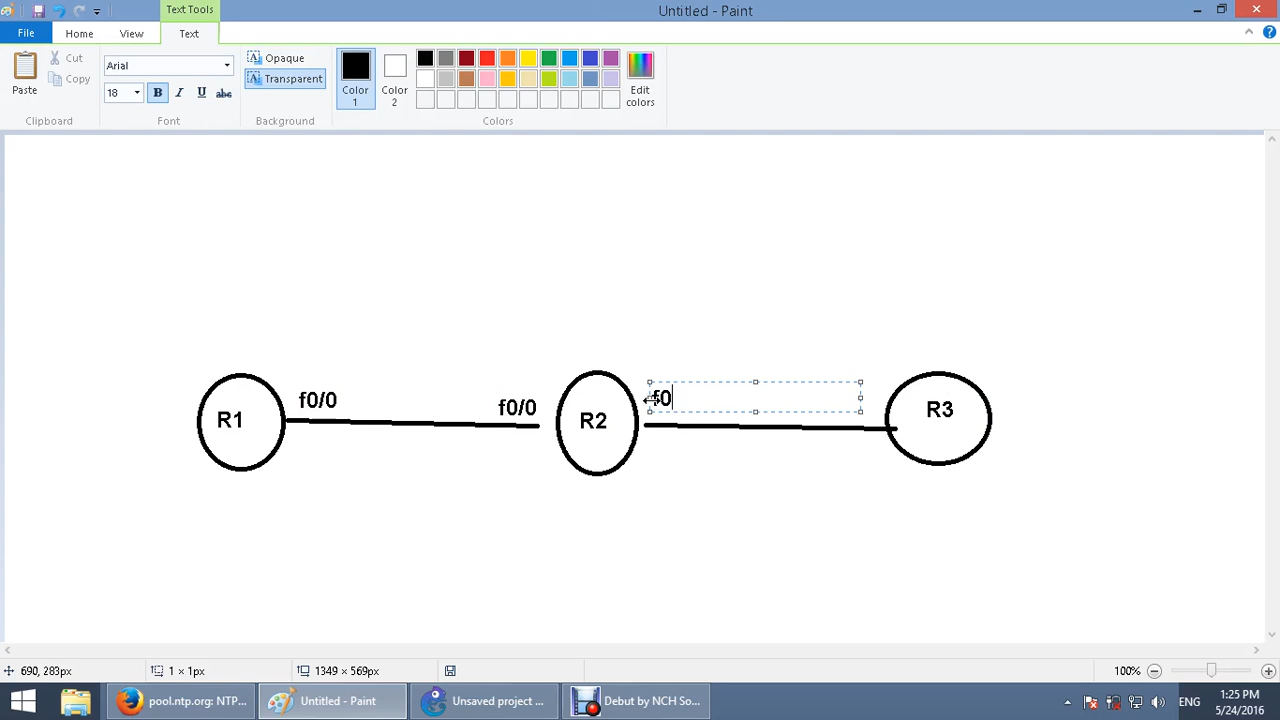 Text Tools
Untitled - Paint
File
Home
View
Text
Paste
Cut
Copy
Clipboard
Arial
18
B
I
U
abc
Font
Opaque
Transparent
Background
Color 1
Color 2
Edit colors
Colors
R1
f0/0
f0/0
R2
f0
R3
690, 283px
1 × 1px
1349 × 569px
100%
pool.ntp.org: NTP...
Untitled - Paint
Unsaved project ...
Debut by NCH So...
ENG
1:25 PM
5/24/2016